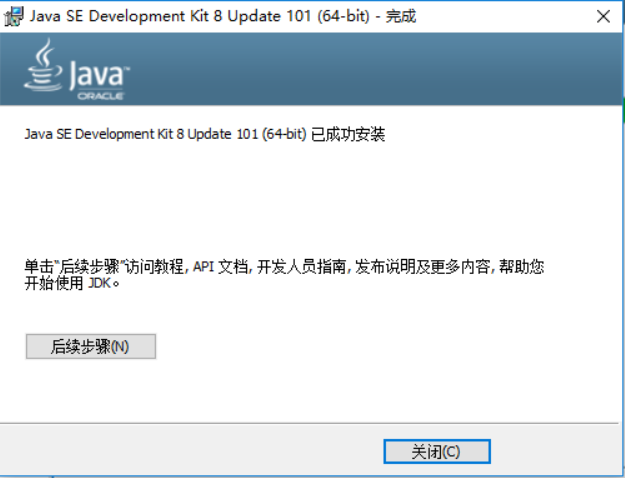 Java SE Development Kit 8 Update 101 (64-bit) - 完成
Java™
ORACLE
Java SE Development Kit 8 Update 101 (64-bit) 已成功安装
单击“后续步骤”访问教程, API 文档, 开发人员指南, 发布说明及更多内容, 帮助您
开始使用 JDK。
后续步骤(N)
关闭(C)